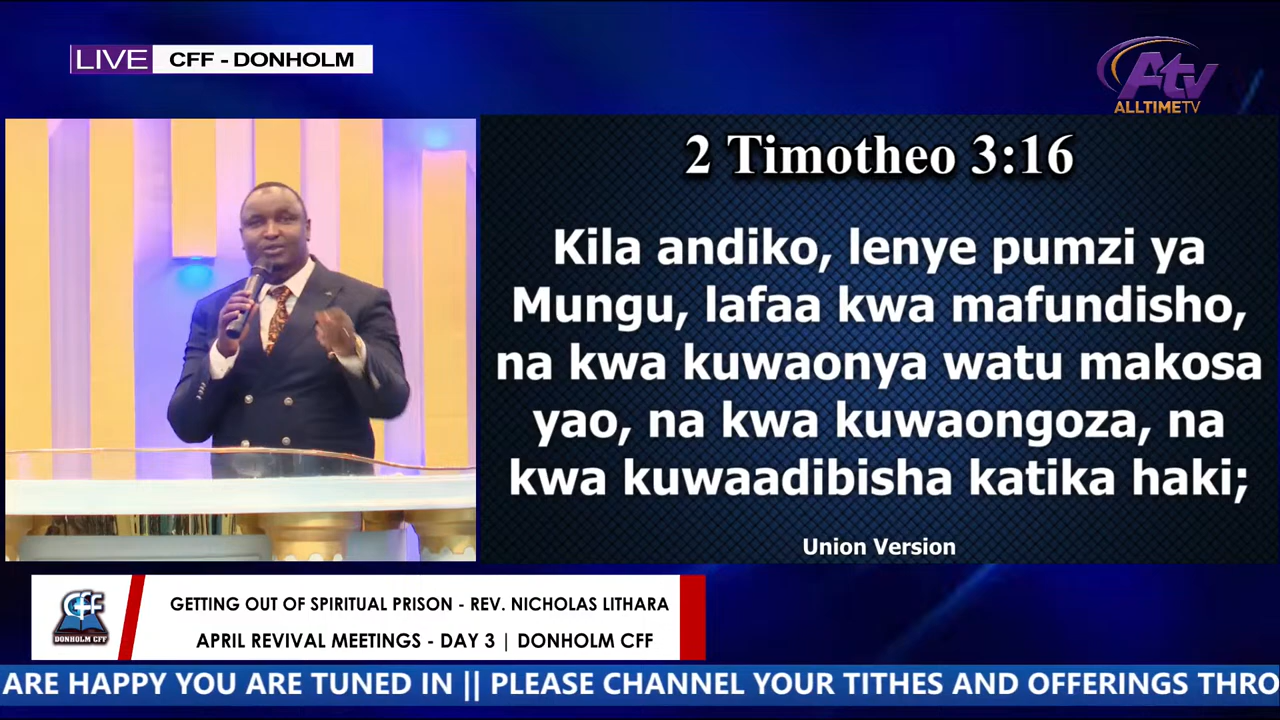 LIVE CFF - DONHOLM
Atv
ALLTIMETV
2 Timotheo 3:16
Kila andiko, lenye pumzi ya
Mungu, lafaa kwa mafundisho,
na kwa kuwaonya watu makosa
yao, na kwa kuwaongoza, na
kwa kuwaadibisha katika haki;
Union Version
cff
DONHOLM CFF
GETTING OUT OF SPIRITUAL PRISON - REV. NICHOLAS LITHARA
APRIL REVIVAL MEETINGS - DAY 3 | DONHOLM CFF
ARE HAPPY YOU ARE TUNED IN || PLEASE CHANNEL YOUR TITHES AND OFFERINGS THRO